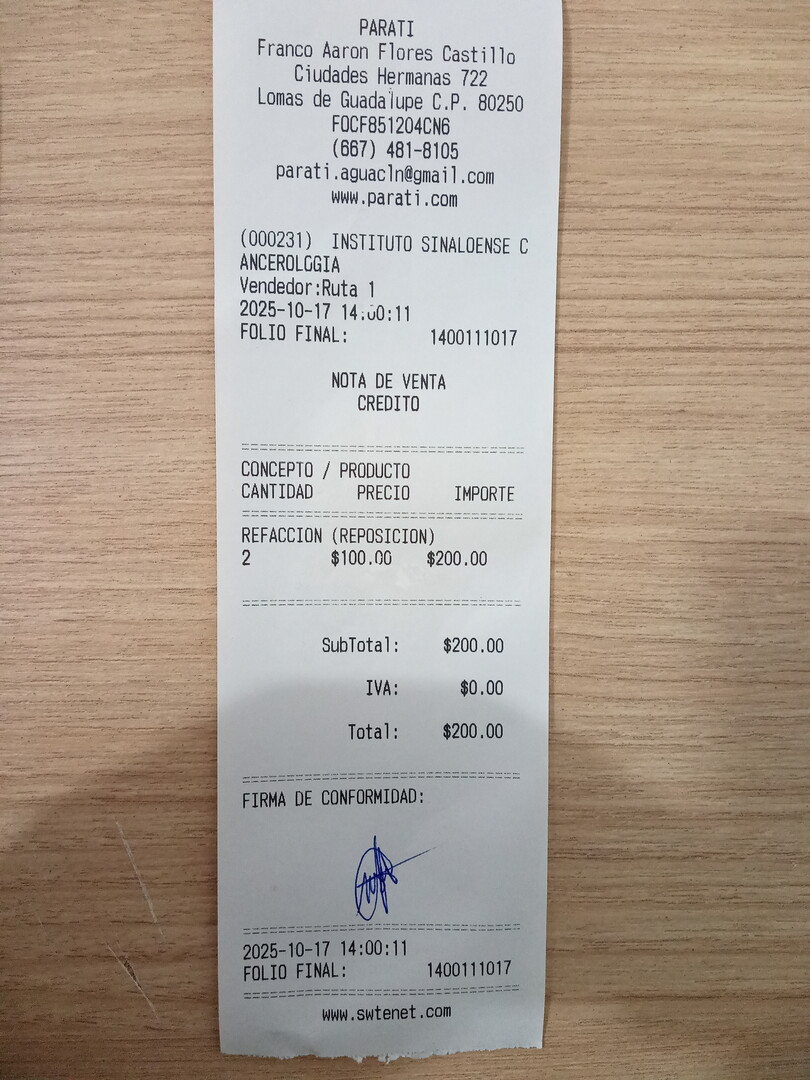 PARATI
Franco Aaron Flores Castillo
Ciudades Hermanas 722
Lomas de Guadalupe C.P. 80250
FOCF851204CN6
(667) 481-8105
parati.aguacln@gmail.com
www.parati.com
(000231) INSTITUTO SINALOENSE C
ANCEROLOGIA
Vendedor:Ruta 1
2025-10-17 14:00:11
FOLIO FINAL: 1400111017
NOTA DE VENTA
CREDITO
CONCEPTO / PRODUCTO
CANTIDAD PRECIO IMPORTE
REFACCION (REPOSICION)
2 $100.00 $200.00
SubTotal: $200.00
IVA: $0.00
Total: $200.00
FIRMA DE CONFORMIDAD:
2025-10-17 14:00:11
FOLIO FINAL: 1400111017
www.swtenet.com